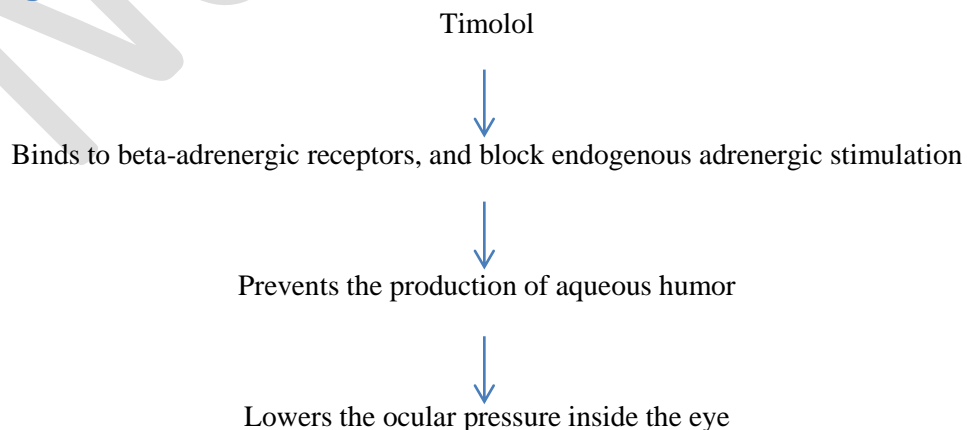 Timolol
Binds to beta-adrenergic receptors, and block endogenous adrenergic stimulation
Prevents the production of aqueous humor
Lowers the ocular pressure inside the eye